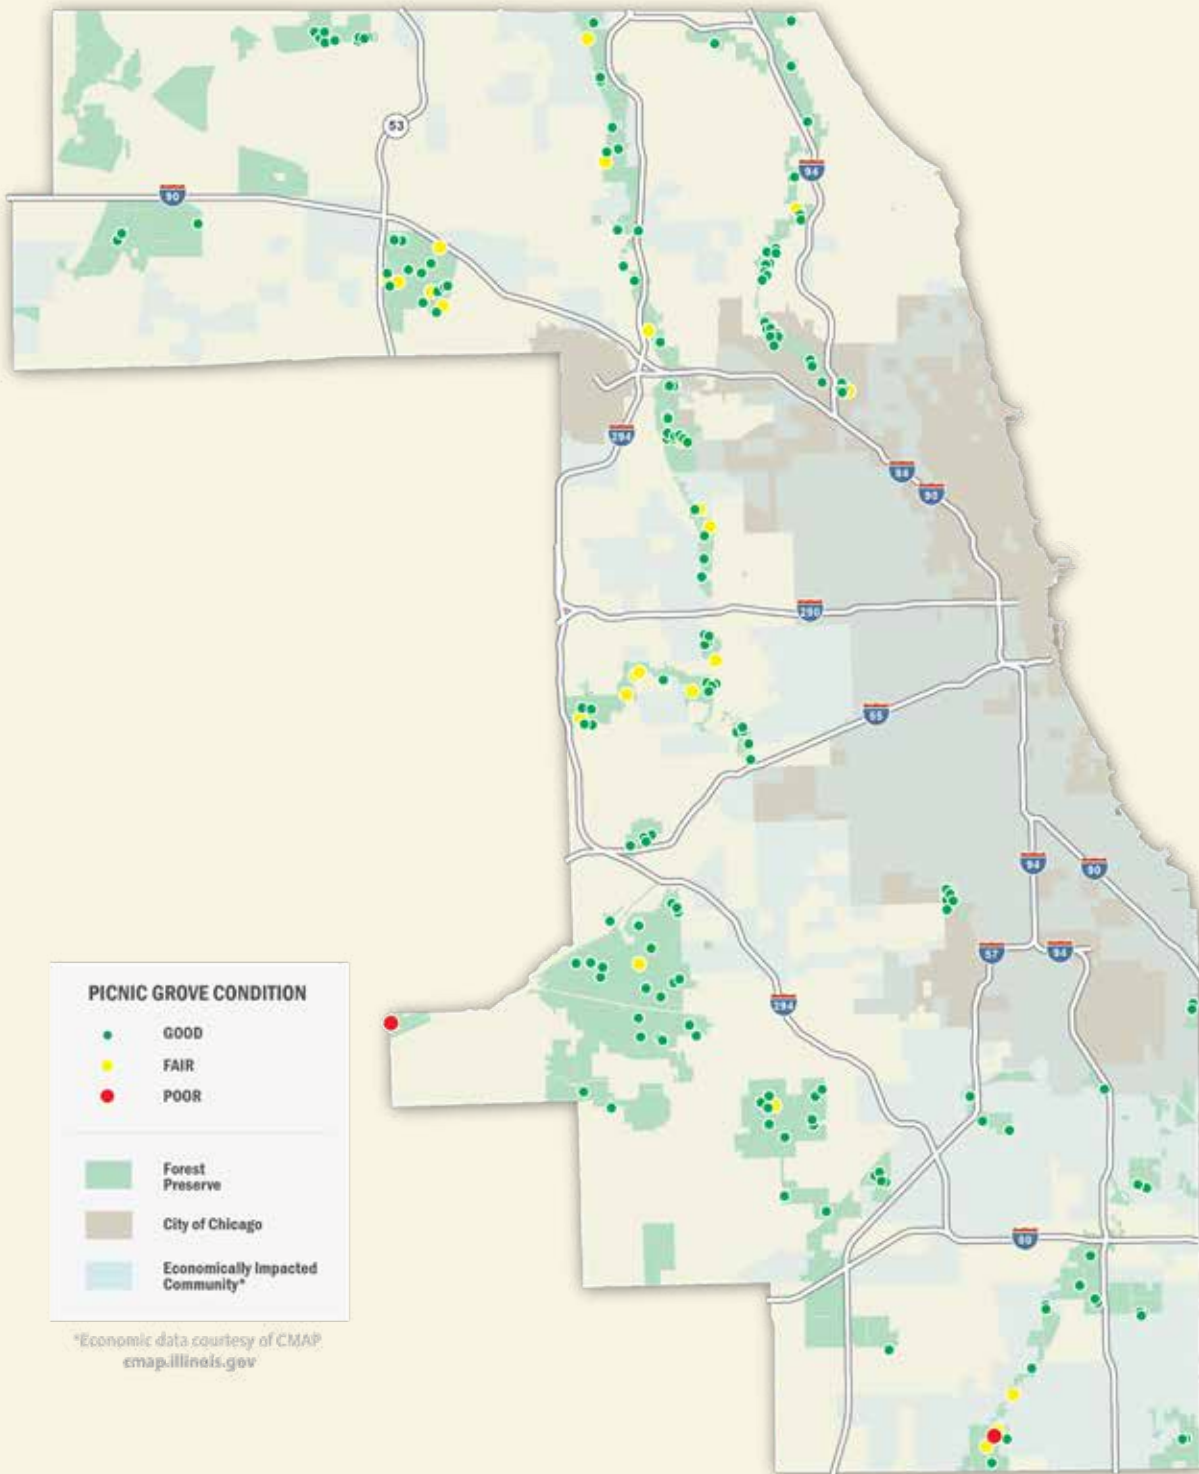 53
94
90
294
94
90
290
55
94
90
57
94
294
80
PICNIC GROVE CONDITION
GOOD
FAIR
POOR
Forest
Preserve
City of Chicago
Economically Impacted
Community*
*Economic data courtesy of CMAP
cmap.illinois.gov